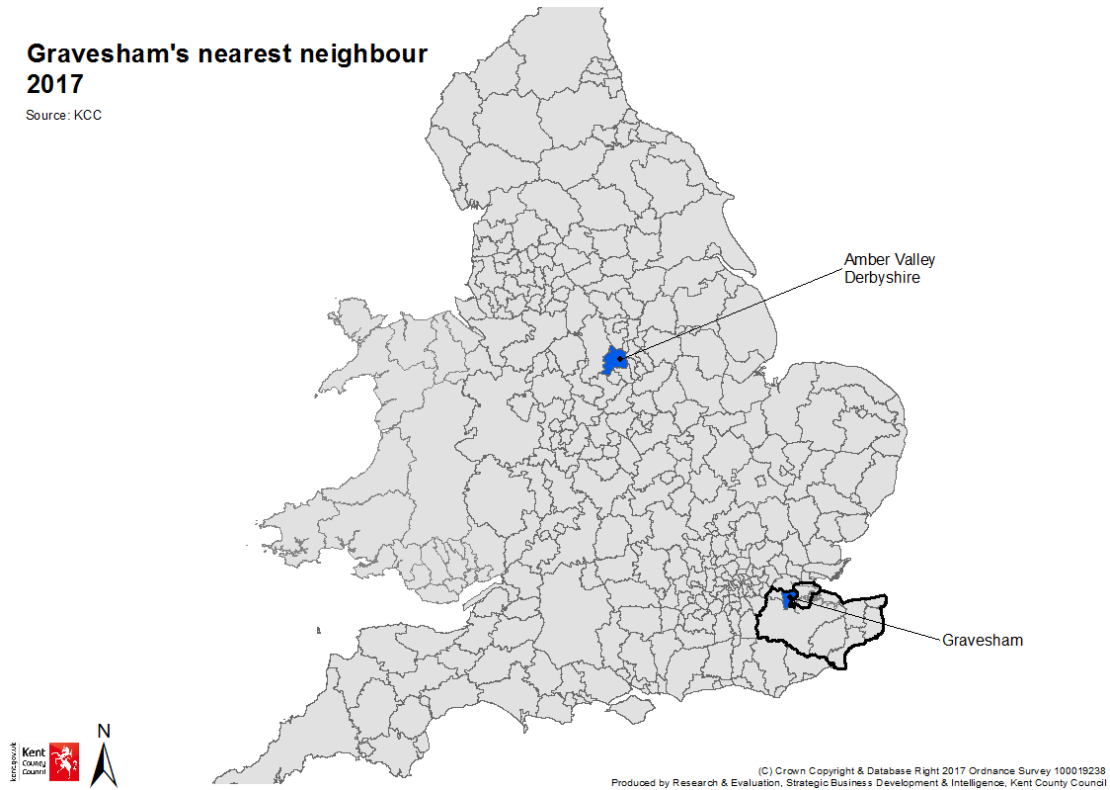 Gravesham's nearest neighbour
2017
Source: KCC
Amber Valley
Derbyshire
Gravesham
N
kent.gov.uk
Kent
County
Council
(C) Crown Copyright & Database Right 2017 Ordnance Survey 100019238
Produced by Research & Evaluation, Strategic Business Development & Intelligence, Kent County Council